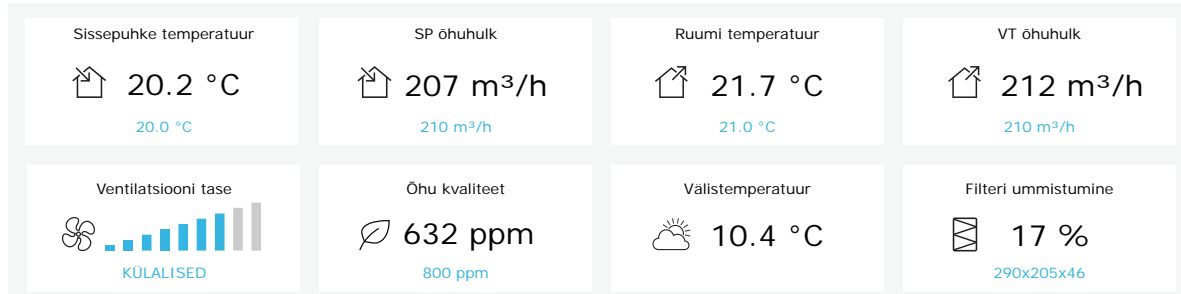 Sissepuhke temperatuur
20.2 °C
20.0 °C
SP õhuhulk
207 m³/h
210 m³/h
Ruumi temperatuur
21.7 °C
21.0 °C
VT õhuhulk
212 m³/h
210 m³/h
Ventilatsiooni tase
KÜLALISED
Õhu kvaliteet
632 ppm
800 ppm
Välistemperatuur
10.4 °C
Filteri ummistumine
17 %
290x205x46